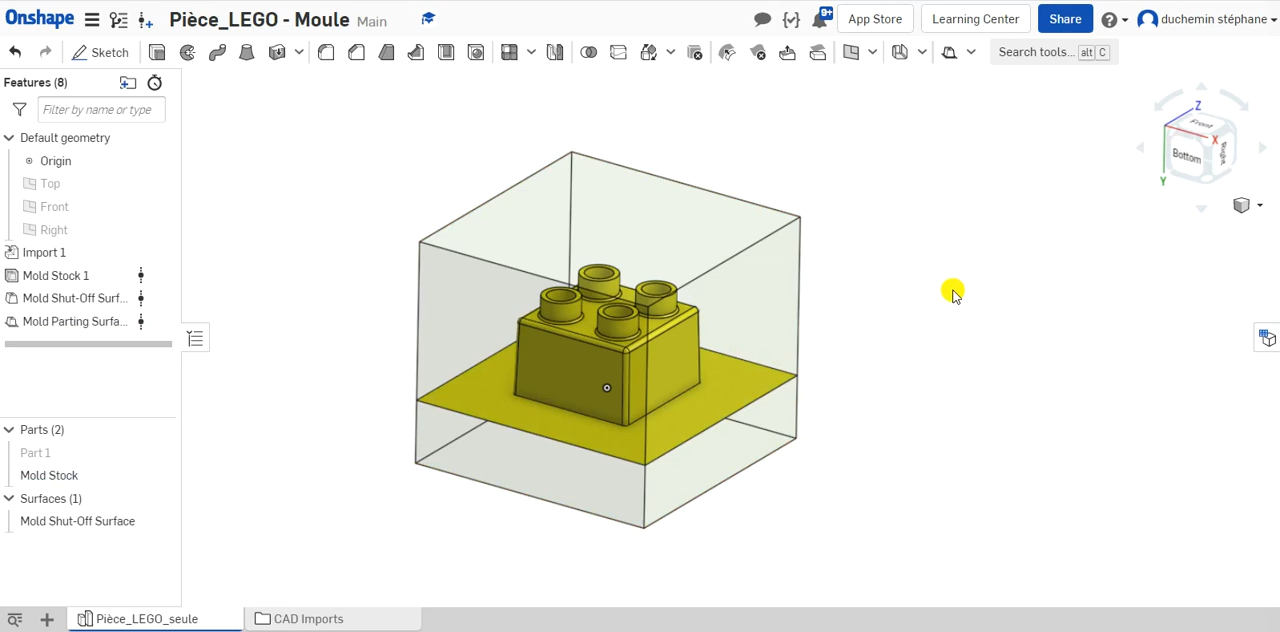 Onshape Pièce_LEGO - Moule Main 9+ App Store Learning Center Share duchemin stéphane
Sketch Search tools... alt C
Features (8)
Filter by name or type
Default geometry
Origin
Top
Front
Right
Import 1
Mold Stock 1
Mold Shut-Off Surf...
Mold Parting Surfa...
Parts (2)
Part 1
Mold Stock
Surfaces (1)
Mold Shut-Off Surface
Z
Front
X
Bottom
Right
Y
Pièce_LEGO_seule CAD Imports